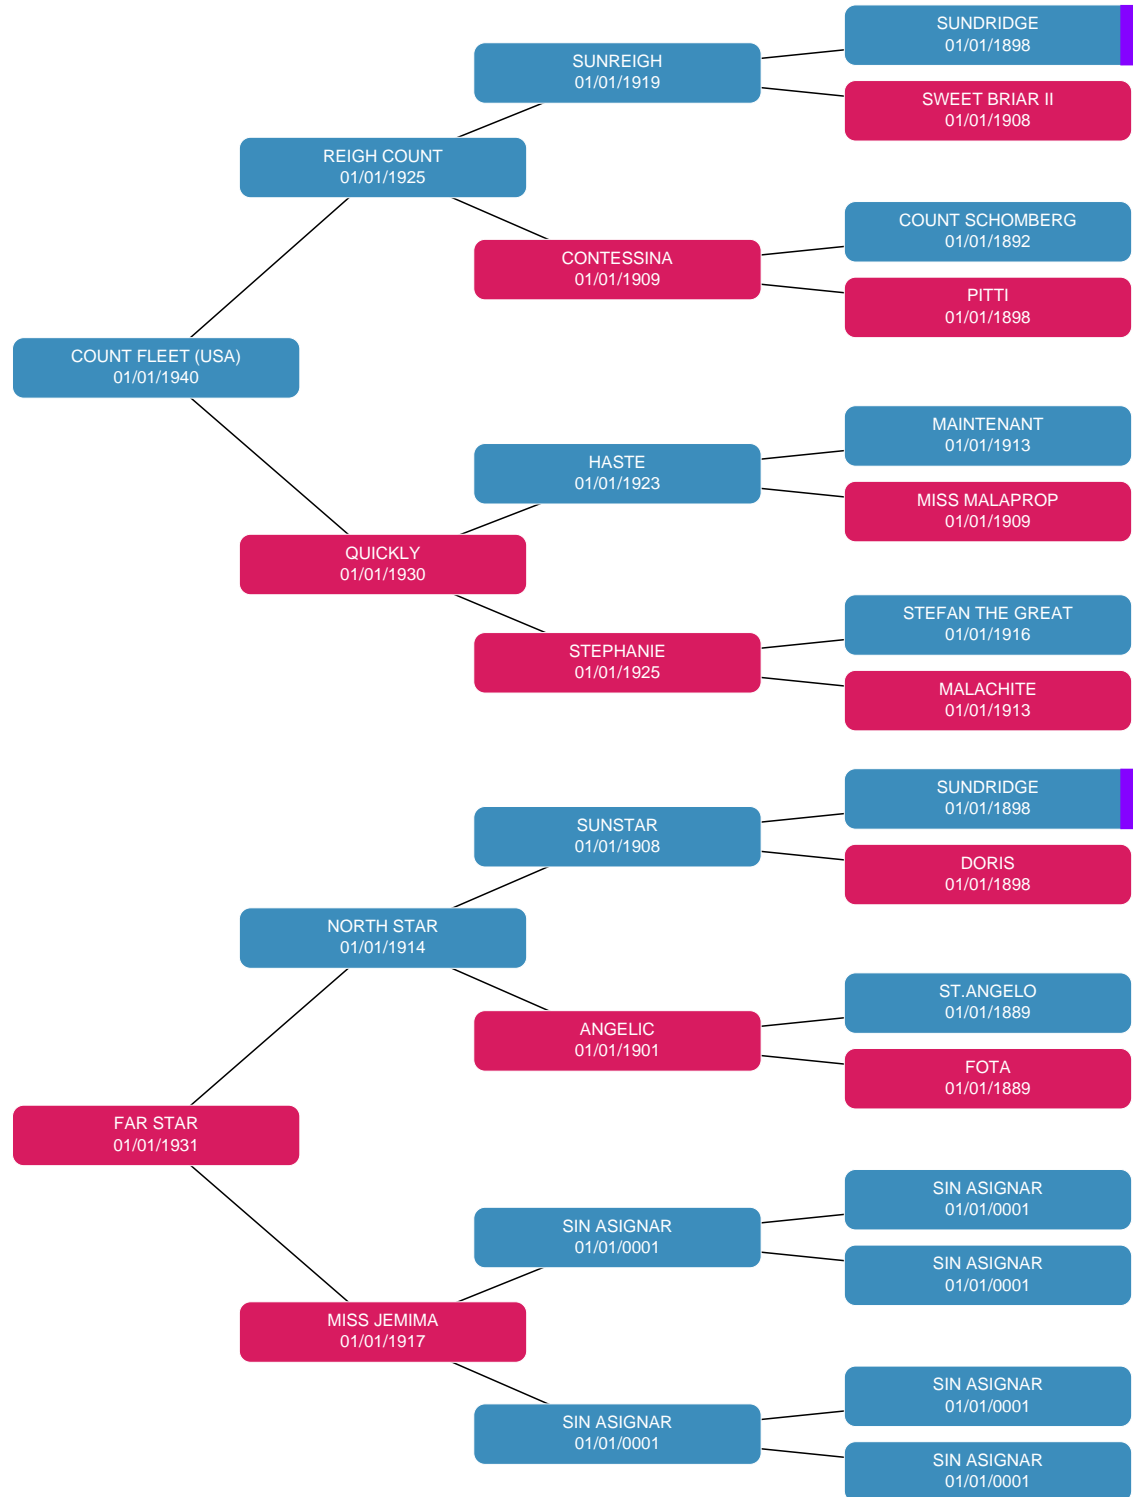 SUNDRIDGE
01/01/1898
SUNREIGH
01/01/1919
SWEET BRIAR II
01/01/1908
REIGH COUNT
01/01/1925
COUNT SCHOMBERG
01/01/1892
CONTESSINA
01/01/1909
PITTI
01/01/1898
COUNT FLEET (USA)
01/01/1940
MAINTENANT
01/01/1913
HASTE
01/01/1923
MISS MALAPROP
01/01/1909
QUICKLY
01/01/1930
STEFAN THE GREAT
01/01/1916
STEPHANIE
01/01/1925
MALACHITE
01/01/1913
SUNDRIDGE
01/01/1898
SUNSTAR
01/01/1908
DORIS
01/01/1898
NORTH STAR
01/01/1914
ST.ANGELO
01/01/1889
ANGELIC
01/01/1901
FOTA
01/01/1889
FAR STAR
01/01/1931
SIN ASIGNAR
01/01/0001
SIN ASIGNAR
01/01/0001
SIN ASIGNAR
01/01/0001
MISS JEMIMA
01/01/1917
SIN ASIGNAR
01/01/0001
SIN ASIGNAR
01/01/0001
SIN ASIGNAR
01/01/0001